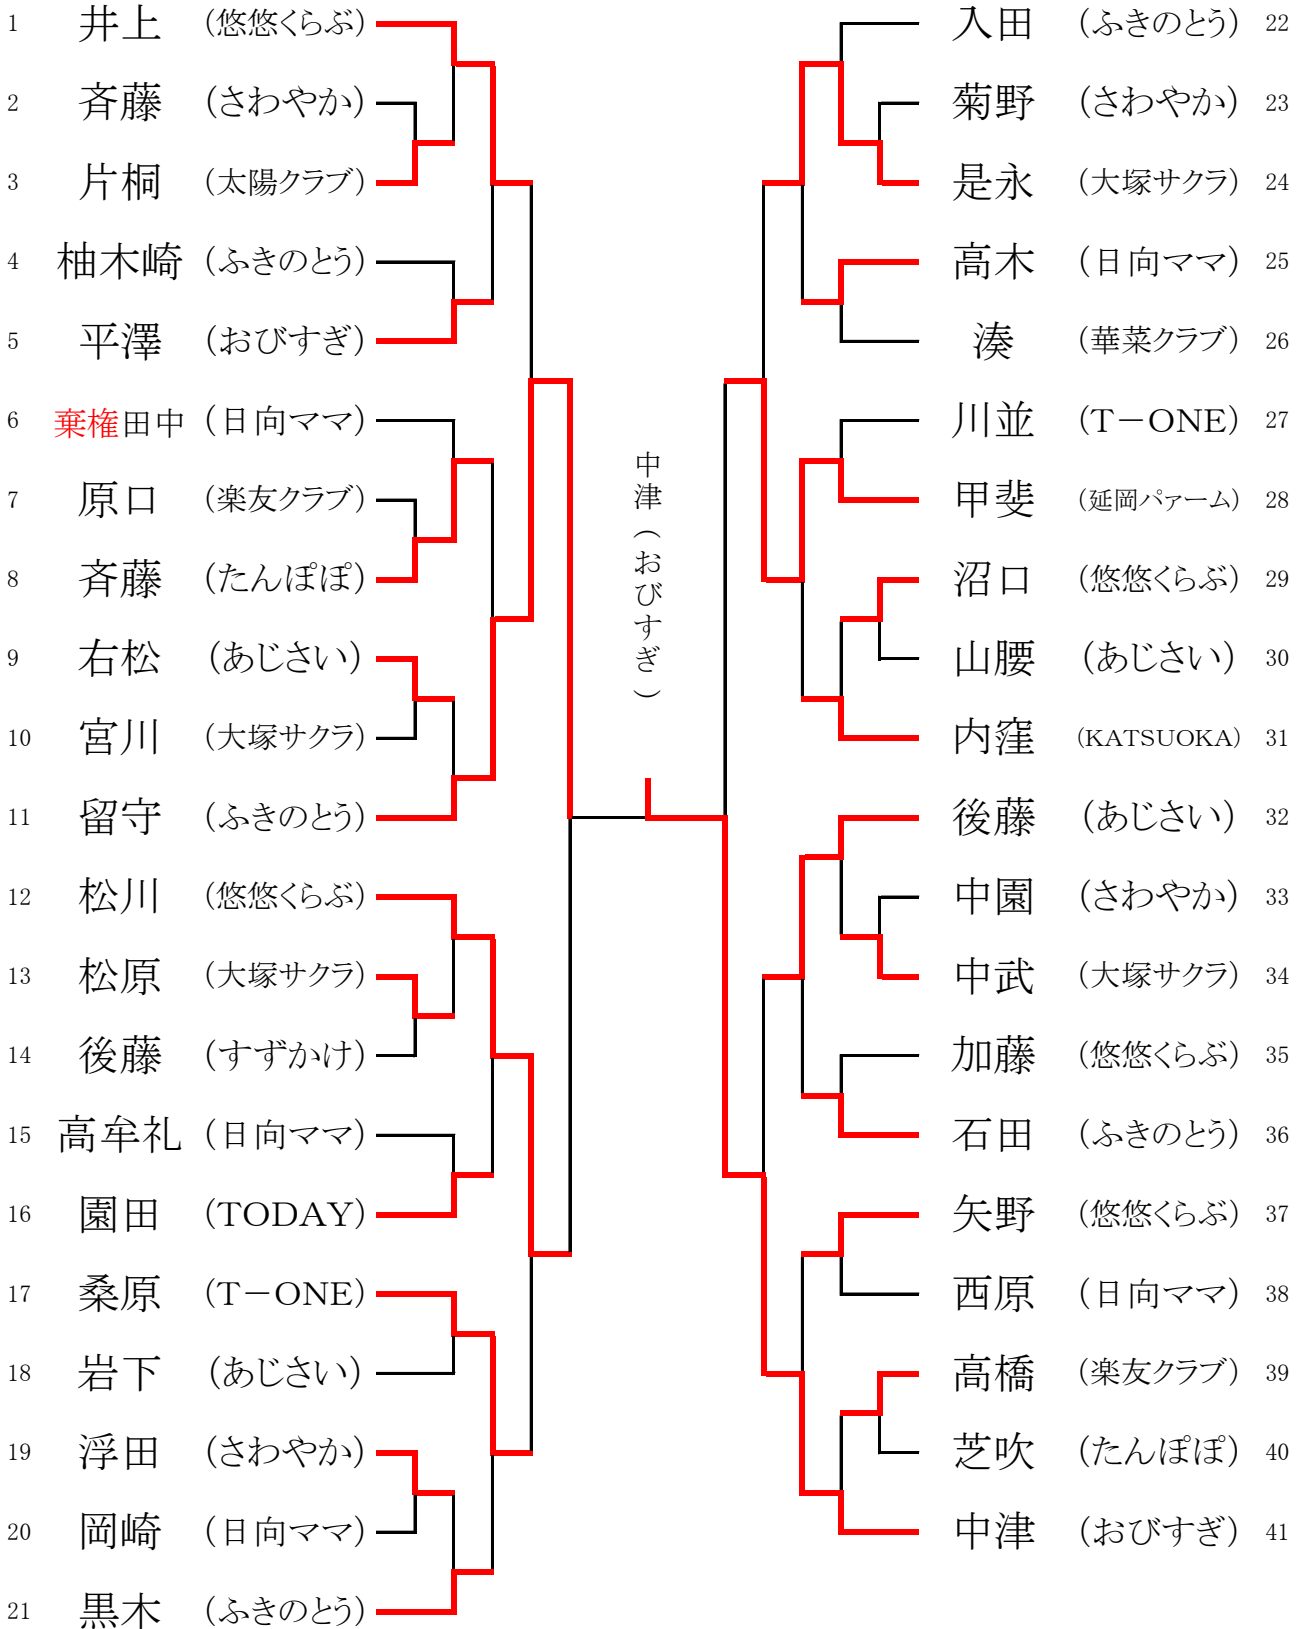 1 井上 (悠悠くらぶ)
2 斉藤 (さわやか)
3 片桐 (太陽クラブ)
4 柚木崎 (ふきのとう)
5 平澤 (おびすぎ)
6 棄権田中 (日向ママ)
7 原口 (楽友クラブ)
8 斉藤 (たんぽぽ)
9 右松 (あじさい)
10 宮川 (大塚サクラ)
11 留守 (ふきのとう)
12 松川 (悠悠くらぶ)
13 松原 (大塚サクラ)
14 後藤 (すずかけ)
15 高牟礼 (日向ママ)
16 園田 (TODAY)
17 桑原 (T－ONE)
18 岩下 (あじさい)
19 浮田 (さわやか)
20 岡崎 (日向ママ)
21 黒木 (ふきのとう)
中津(おびすぎ)
入田 (ふきのとう) 22
菊野 (さわやか) 23
是永 (大塚サクラ) 24
高木 (日向ママ) 25
湊 (華菜クラブ) 26
川並 (T－ONE) 27
甲斐 (延岡パァーム) 28
沼口 (悠悠くらぶ) 29
山腰 (あじさい) 30
内窪 (KATSUOKA) 31
後藤 (あじさい) 32
中園 (さわやか) 33
中武 (大塚サクラ) 34
加藤 (悠悠くらぶ) 35
石田 (ふきのとう) 36
矢野 (悠悠くらぶ) 37
西原 (日向ママ) 38
高橋 (楽友クラブ) 39
芝吹 (たんぽぽ) 40
中津 (おびすぎ) 41